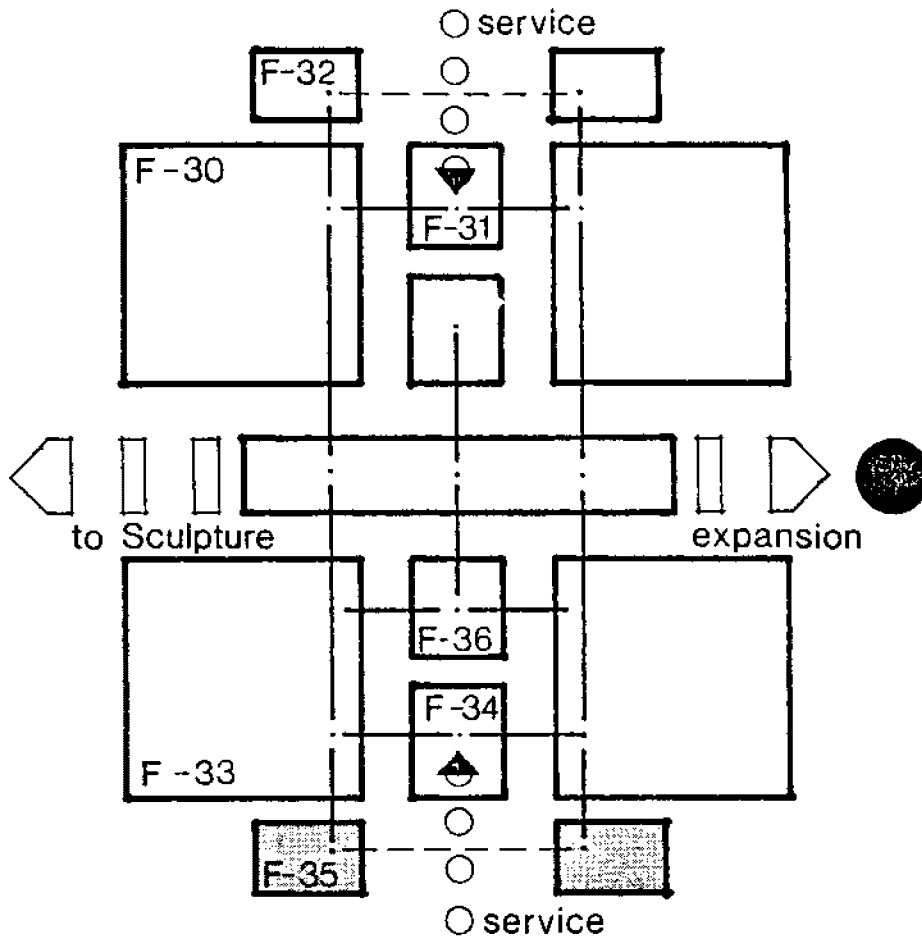 service
F-32
F-30
F-31
to Sculpture
expansion
F-36
F-34
F-33
F-35
service